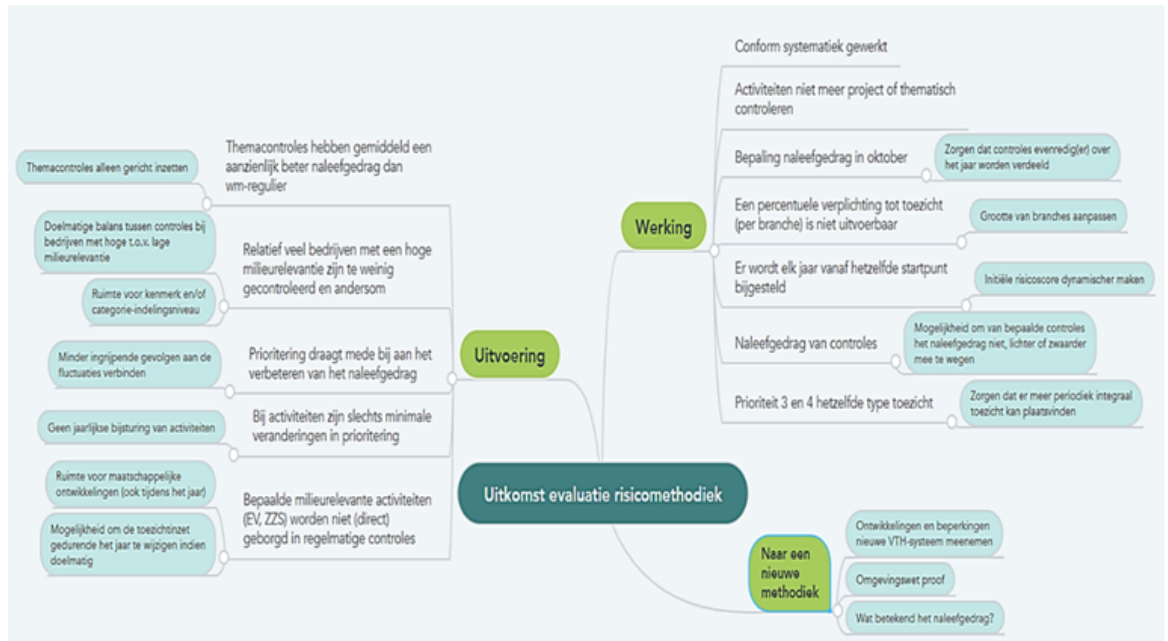 Uitkomst evaluatie risicomethodiek
Werking
Conform systematiek gewerkt
Activiteiten niet meer project of thematisch
controleren
Bepaling naleefgedrag in oktober
Zorgen dat controles evenredig(er) over
het jaar worden verdeeld
Een percentuele verplichting tot toezicht
(per branche) is niet uitvoerbaar
Grootte van branches aanpassen
Er wordt elk jaar vanaf hetzelfde startpunt
bijgesteld
Initiële risicoscore dynamischer maken
Naleefgedrag van controles
Mogelijkheid om van bepaalde controles
het naleefgedrag niet, lichter of zwaarder
mee te wegen
Prioriteit 3 en 4 hetzelfde type toezicht
Zorgen dat er meer periodiek integraal
toezicht kan plaatsvinden
Uitvoering
Themacontroles hebben gemiddeld een
aanzienlijk beter naleefgedrag dan
wm-regulier
Themacontroles alleen gericht inzetten
Relatief veel bedrijven met een hoge
milieurelevantie zijn te weinig
gecontroleerd en andersom
Doelmatige balans tussen controles bij
bedrijven met hoge t.o.v. lage
milieurelevantie
Ruimte voor kenmerk en/of
categorie-indelingsniveau
Prioritering draagt mede bij aan het
verbeteren van het naleefgedrag
Minder ingrijpende gevolgen aan de
fluctuaties verbinden
Bij activiteiten zijn slechts minimale
veranderingen in prioritering
Geen jaarlijkse bijsturing van activiteiten
Bepaalde milieurelevante activiteiten
(EV, ZZS) worden niet (direct)
geborgd in regelmatige controles
Ruimte voor maatschappelijke
ontwikkelingen (ook tijdens het jaar)
Mogelijkheid om de toezichtinzet
gedurende het jaar te wijzigen indien
doelmatig
Naar een
nieuwe
methodiek
Ontwikkelingen en beperkingen
nieuwe VTH-systeem meenemen
Omgevingswet proof
Wat betekend het naleefgedrag?